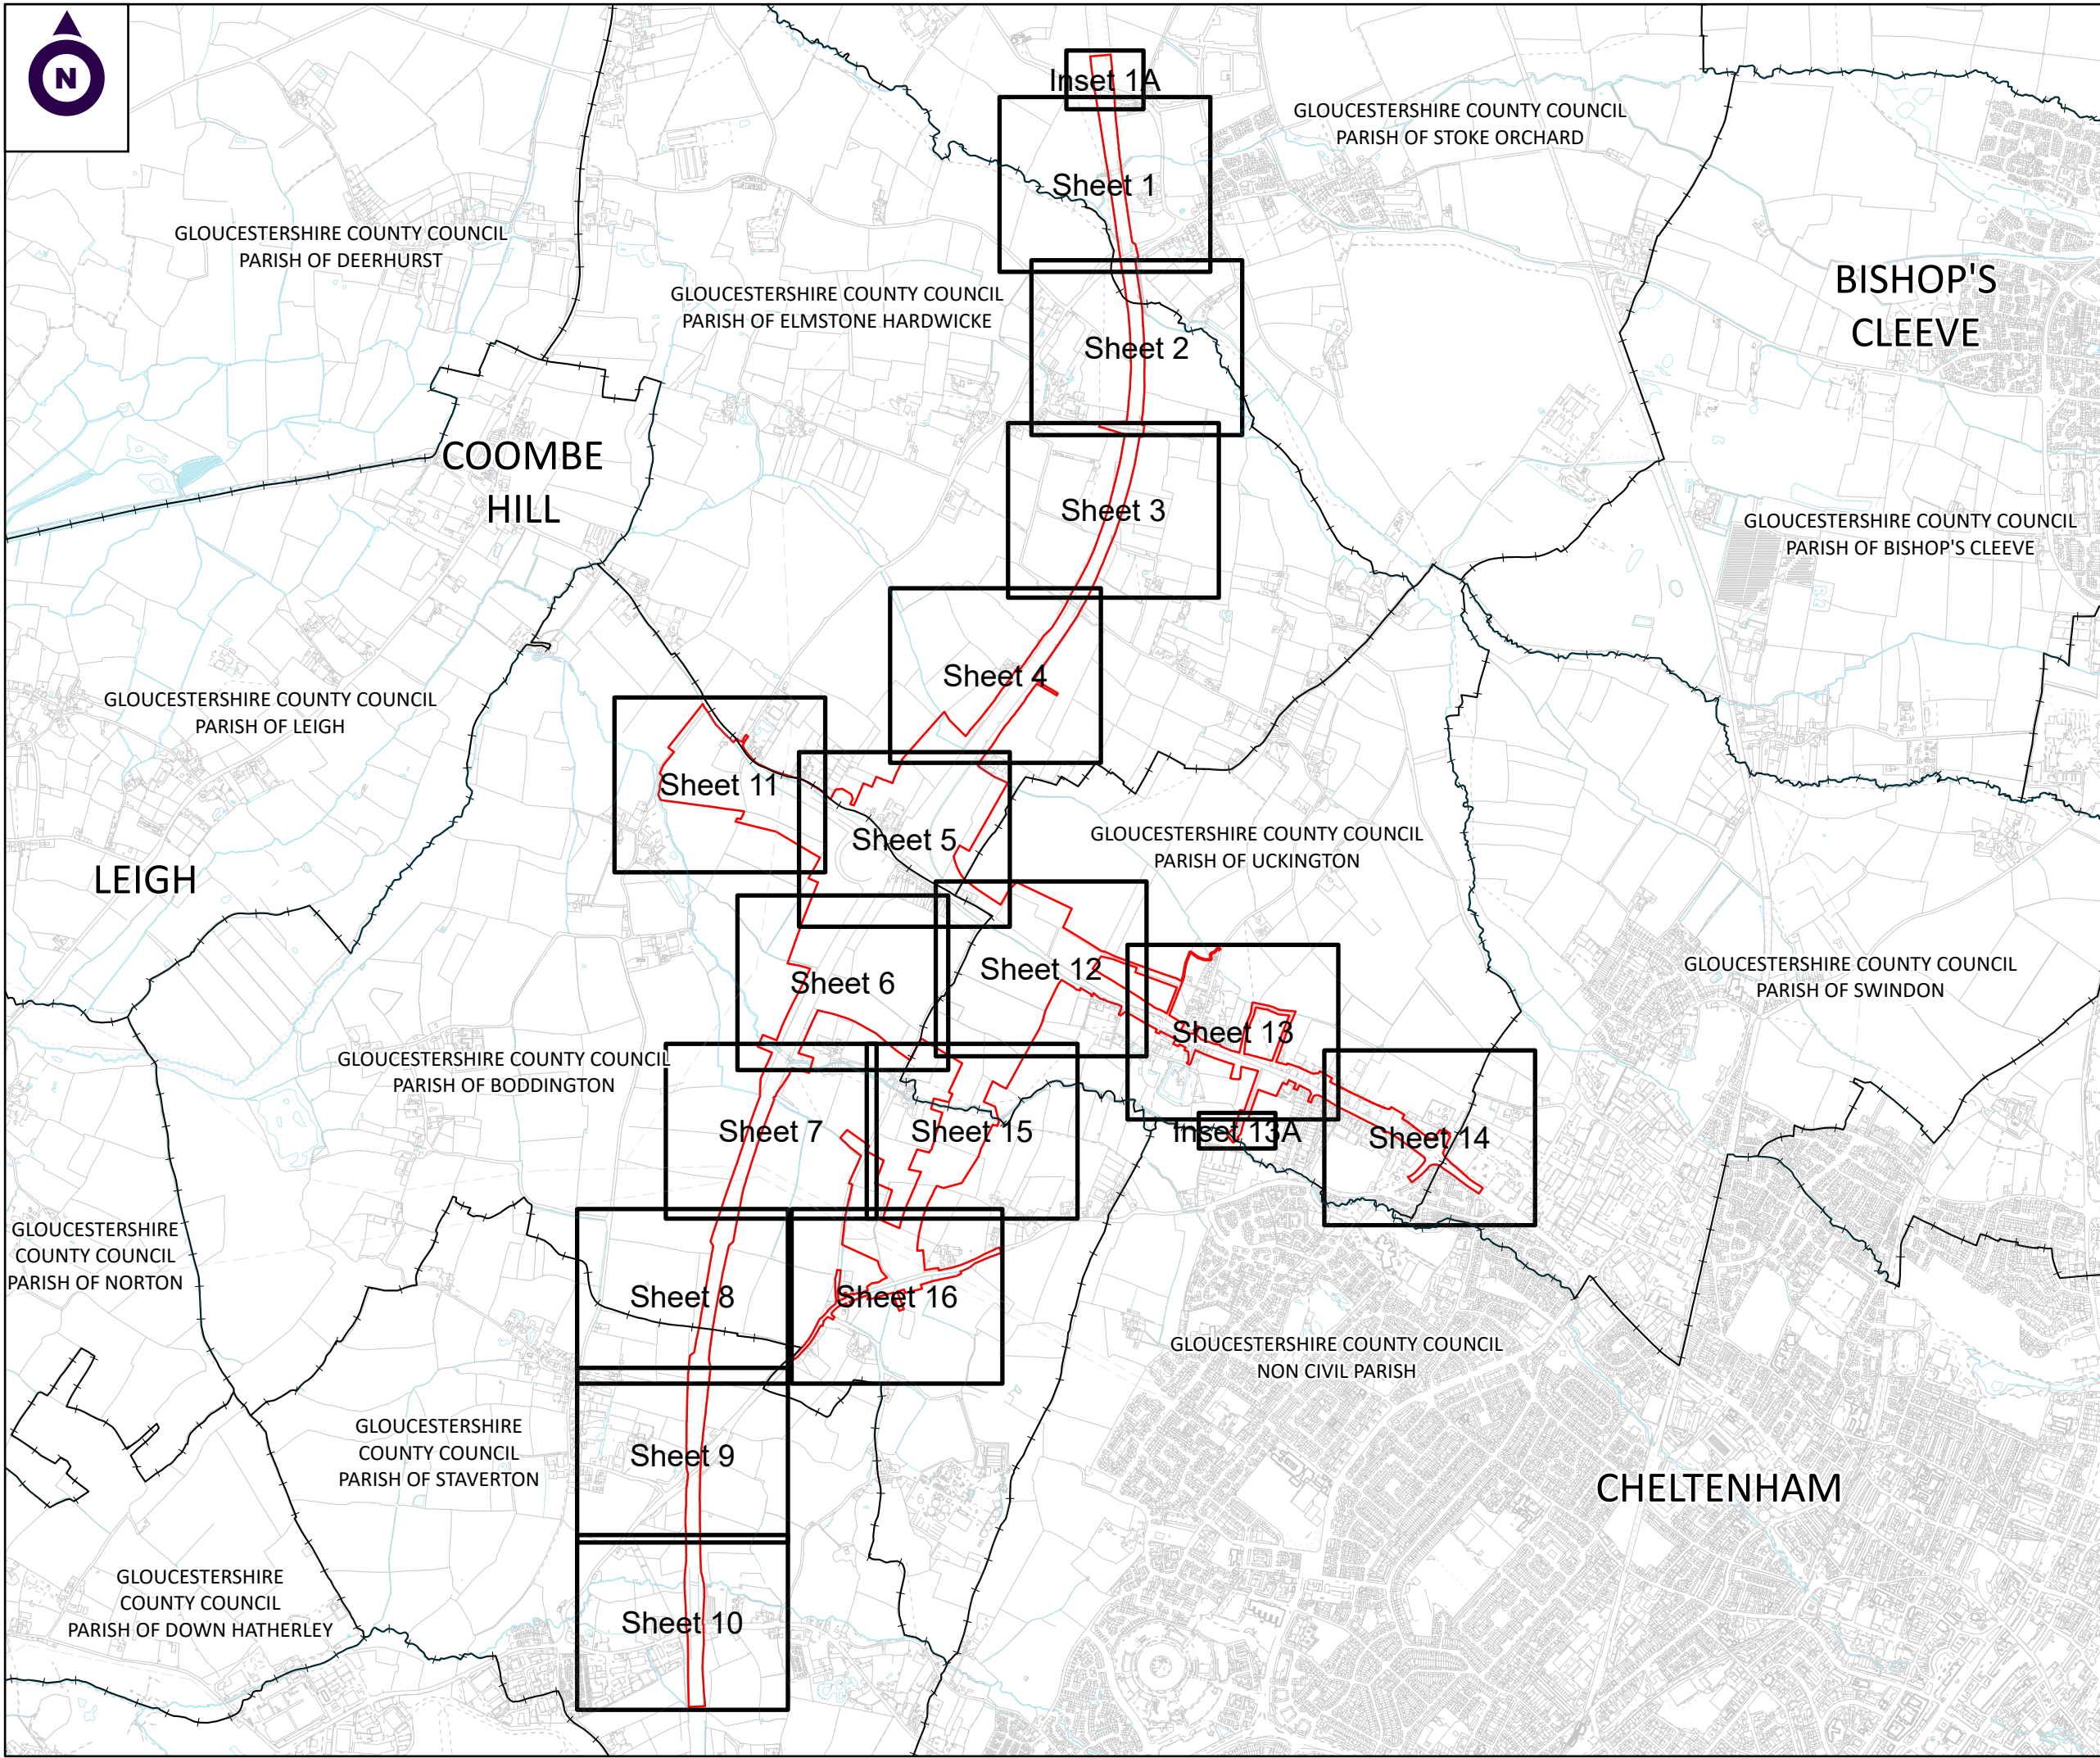 N
Inset 1A
GLOUCESTERSHIRE COUNTY COUNCIL
PARISH OF STOKE ORCHARD
Sheet 1
GLOUCESTERSHIRE COUNTY COUNCIL
PARISH OF DEERHURST
GLOUCESTERSHIRE COUNTY COUNCIL
PARISH OF ELMSTONE HARDWICKE
BISHOP'S
CLEEVE
Sheet 2
COOMBE
HILL
Sheet 3
GLOUCESTERSHIRE COUNTY COUNCIL
PARISH OF BISHOP'S CLEEVE
Sheet 4
GLOUCESTERSHIRE COUNTY COUNCIL
PARISH OF LEIGH
Sheet 11
Sheet 5
GLOUCESTERSHIRE COUNTY COUNCIL
PARISH OF UCKINGTON
LEIGH
Sheet 6
Sheet 12
GLOUCESTERSHIRE COUNTY COUNCIL
PARISH OF SWINDON
Sheet 13
GLOUCESTERSHIRE COUNTY COUNCIL
PARISH OF BODDINGTON
Sheet 7
Sheet 15
Inset 13A
Sheet 14
GLOUCESTERSHIRE
COUNTY COUNCIL
PARISH OF NORTON
Sheet 8
Sheet 16
GLOUCESTERSHIRE COUNTY COUNCIL
NON CIVIL PARISH
GLOUCESTERSHIRE
COUNTY COUNCIL
PARISH OF STAVERTON
Sheet 9
CHELTENHAM
GLOUCESTERSHIRE
COUNTY COUNCIL
PARISH OF DOWN HATHERLEY
Sheet 10